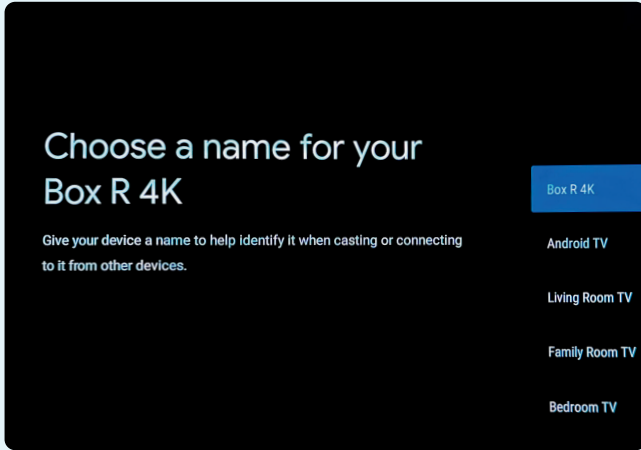 Choose a name for your
Box R 4K
Give your device a name to help identify it when casting or connecting
to it from other devices.
Box R 4K
Android TV
Living Room TV
Family Room TV
Bedroom TV